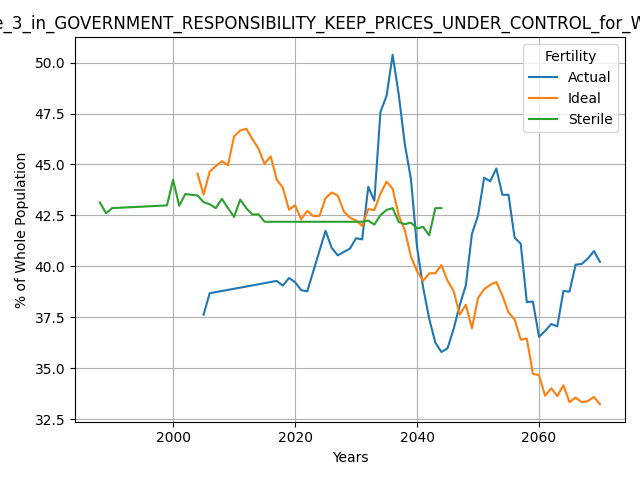 e_3_in_GOVERNMENT_RESPONSIBILITY_KEEP_PRICES_UNDER_CONTROL_for_W
Fertility
Actual
Ideal
Sterile
% of Whole Population
50.0
47.5
45.0
42.5
40.0
37.5
35.0
32.5
2000
2020
2040
2060
Years